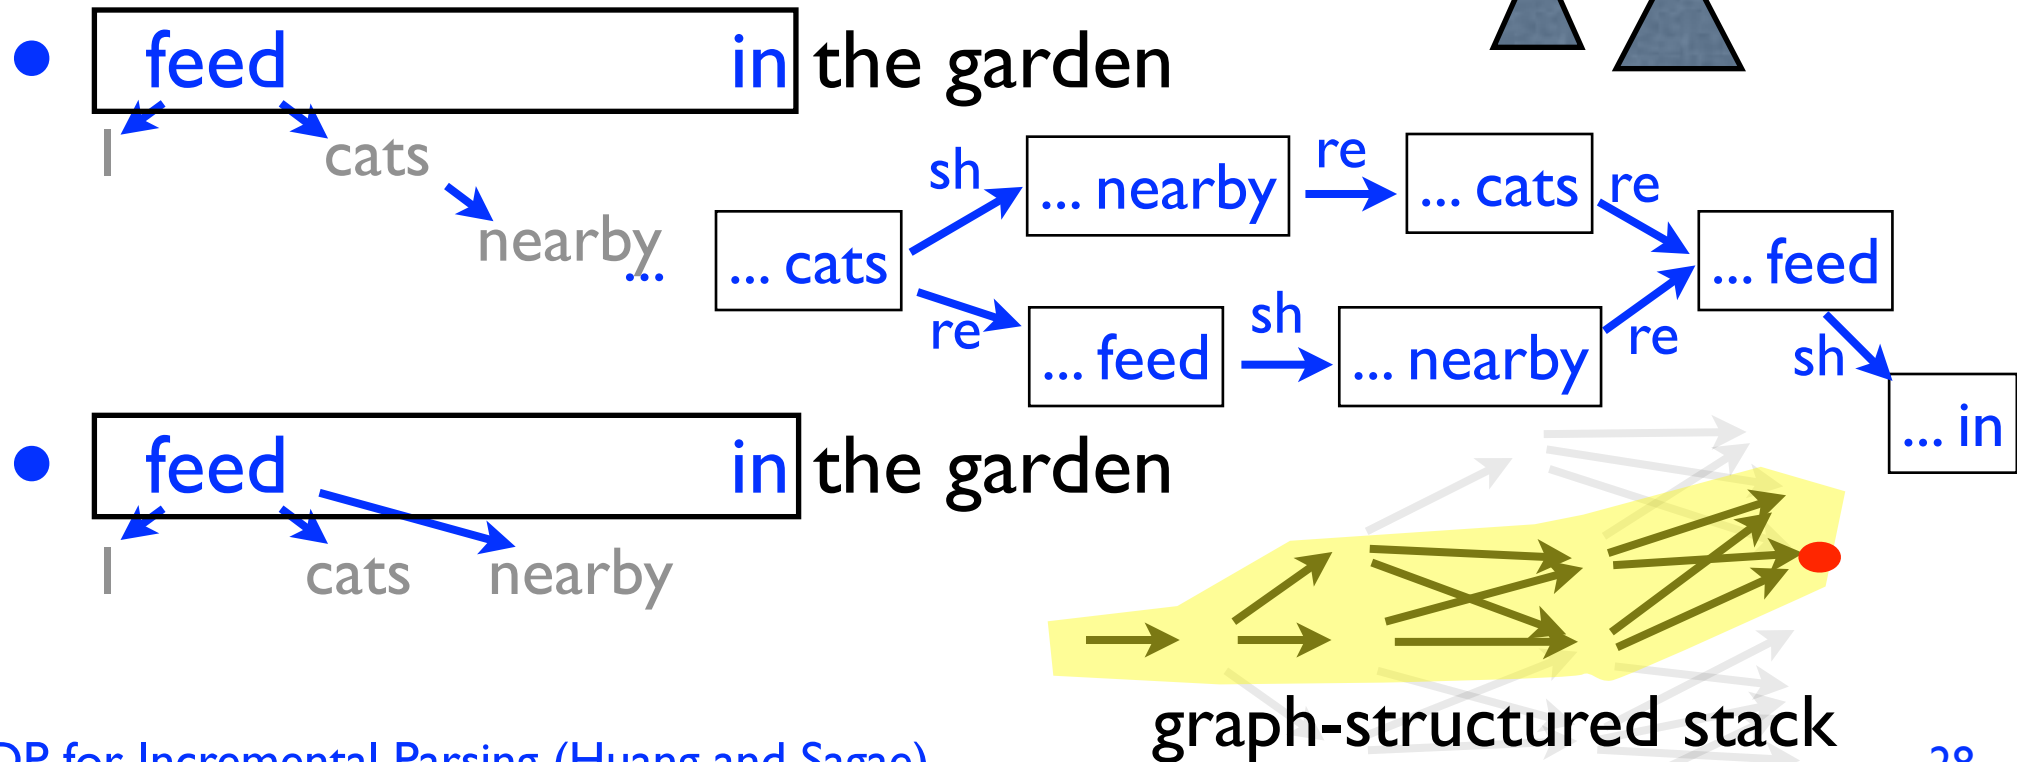 • feed in the garden
I cats
nearby
... ... cats
sh ... nearby re ... cats re
... feed
re ... feed sh ... nearby re
sh ... in
• feed in the garden
I cats nearby
graph-structured stack
DP for Incremental Parsing (Huang and Sagae) 28